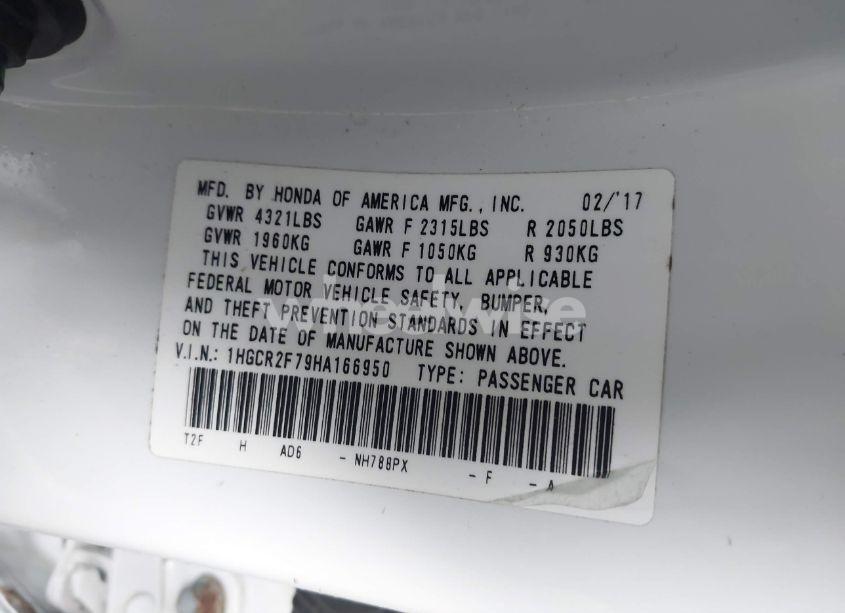 MFD. BY HONDA OF AMERICA MFG., INC. 02/'17
GVWR 4321LBS GAWR F 2315LBS R 2050LBS
GVWR 1960KG GAWR F 1050KG R 930KG
THIS VEHICLE CONFORMS TO ALL APPLICABLE
FEDERAL MOTOR VEHICLE SAFETY, BUMPER,
AND THEFT PREVENTION STANDARDS IN EFFECT
ON THE DATE OF MANUFACTURE SHOWN ABOVE.
V.I.N.: 1HGCR2F79HA166950 TYPE: PASSENGER CAR
T2F H AD6 - NH788PX - F - A
wheelwise